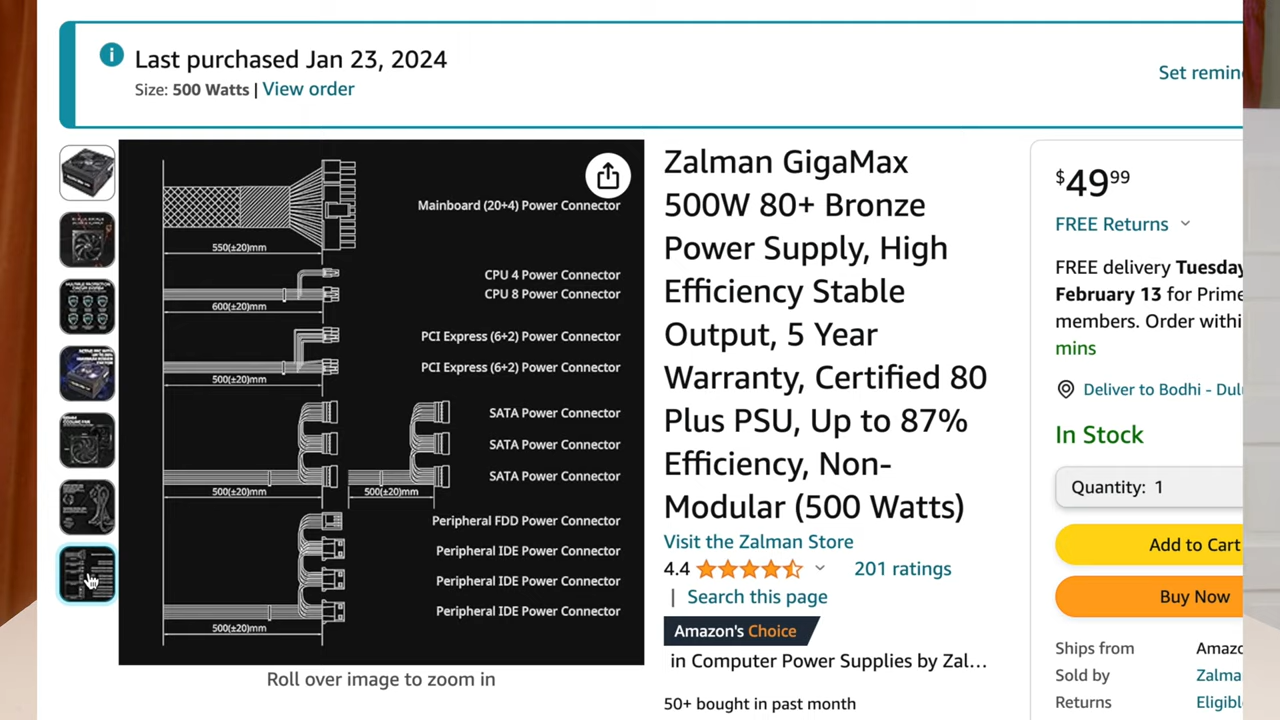 Last purchased Jan 23, 2024
Size: 500 Watts | View order
Set remin
Mainboard (20+4) Power Connector
550(±20)mm
CPU 4 Power Connector
CPU 8 Power Connector
600(±20)mm
PCI Express (6+2) Power Connector
PCI Express (6+2) Power Connector
500(±20)mm
SATA Power Connector
SATA Power Connector
SATA Power Connector
500(±20)mm
500(±20)mm
Peripheral FDD Power Connector
Peripheral IDE Power Connector
Peripheral IDE Power Connector
Peripheral IDE Power Connector
500(±20)mm
Roll over image to zoom in
Zalman GigaMax
500W 80+ Bronze
Power Supply, High
Efficiency Stable
Output, 5 Year
Warranty, Certified 80
Plus PSU, Up to 87%
Efficiency, Non-
Modular (500 Watts)
Visit the Zalman Store
4.4
201 ratings
| Search this page
Amazon's Choice
in Computer Power Supplies by Zal...
50+ bought in past month
$49 99
FREE Returns
FREE delivery Tuesday
February 13 for Prime
members. Order withi
mins
Deliver to Bodhi - Dul
In Stock
Quantity: 1
Add to Cart
Buy Now
Ships from Amazo
Sold by Zalma
Returns Eligibl